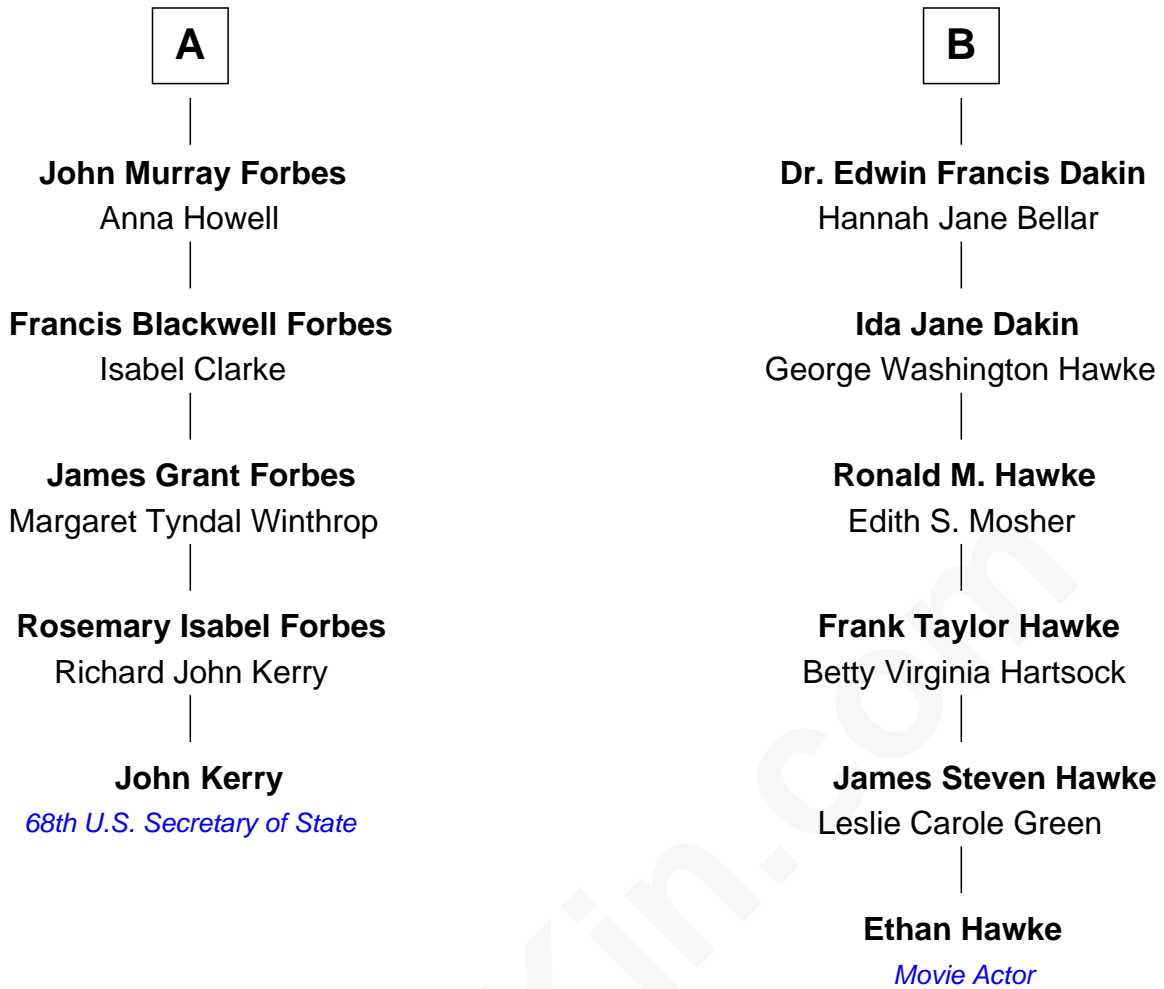 A
John Murray Forbes
Anna Howell
Francis Blackwell Forbes
Isabel Clarke
James Grant Forbes
Margaret Tyndal Winthrop
Rosemary Isabel Forbes
Richard John Kerry
John Kerry
68th U.S. Secretary of State
B
Dr. Edwin Francis Dakin
Hannah Jane Bellar
Ida Jane Dakin
George Washington Hawke
Ronald M. Hawke
Edith S. Mosher
Frank Taylor Hawke
Betty Virginia Hartsock
James Steven Hawke
Leslie Carole Green
Ethan Hawke
Movie Actor
Kin.com